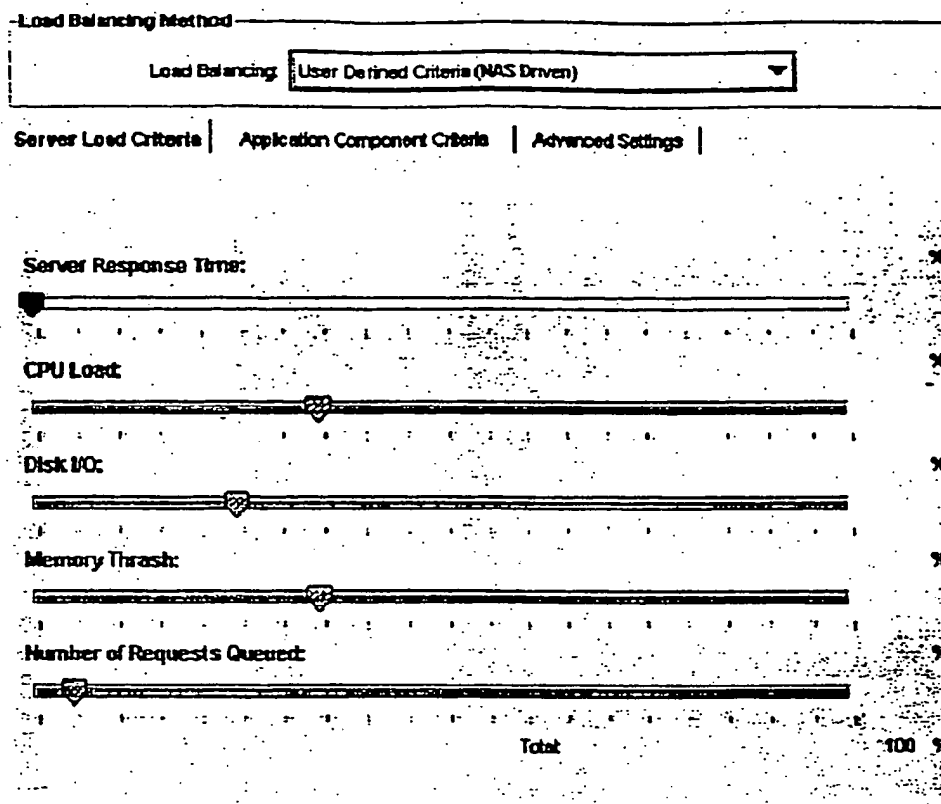 Load Balancing Method
Load Balancing: User Defined Criteria (NAS Driven)
Server Load Criteria Application Component Criteria Advanced Settings
Server Response Time: %
CPU Load: %
Disk I/O: %
Memory Thrash: %
Number of Requests Queued: %
Total: 100 %